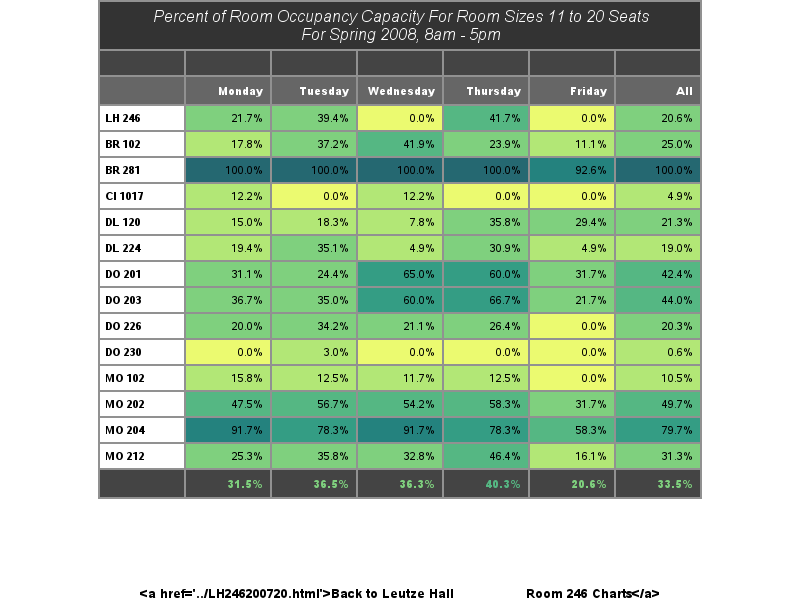 Percent of Room Occupancy Capacity For Room Sizes 11 to 20 Seats
For Spring 2008, 8am - 5pm
Monday Tuesday Wednesday Thursday Friday All
LH 246 21.7% 39.4% 0.0% 41.7% 0.0% 20.6%
BR 102 17.8% 37.2% 41.9% 23.9% 11.1% 25.0%
BR 281 100.0% 100.0% 100.0% 100.0% 92.6% 100.0%
CI 1017 12.2% 0.0% 12.2% 0.0% 0.0% 4.9%
DL 120 15.0% 18.3% 7.8% 35.8% 29.4% 21.3%
DL 224 19.4% 35.1% 4.9% 30.9% 4.9% 19.0%
DO 201 31.1% 24.4% 65.0% 60.0% 31.7% 42.4%
DO 203 36.7% 35.0% 60.0% 66.7% 21.7% 44.0%
DO 226 20.0% 34.2% 21.1% 26.4% 0.0% 20.3%
DO 230 0.0% 3.0% 0.0% 0.0% 0.0% 0.6%
MO 102 15.8% 12.5% 11.7% 12.5% 0.0% 10.5%
MO 202 47.5% 56.7% 54.2% 58.3% 31.7% 49.7%
MO 204 91.7% 78.3% 91.7% 78.3% 58.3% 79.7%
MO 212 25.3% 35.8% 32.8% 46.4% 16.1% 31.3%
31.5% 36.5% 36.3% 40.3% 20.6% 33.5%
<a href='../LH246200720.html'>Back to Leutze Hall Room 246 Charts</a>